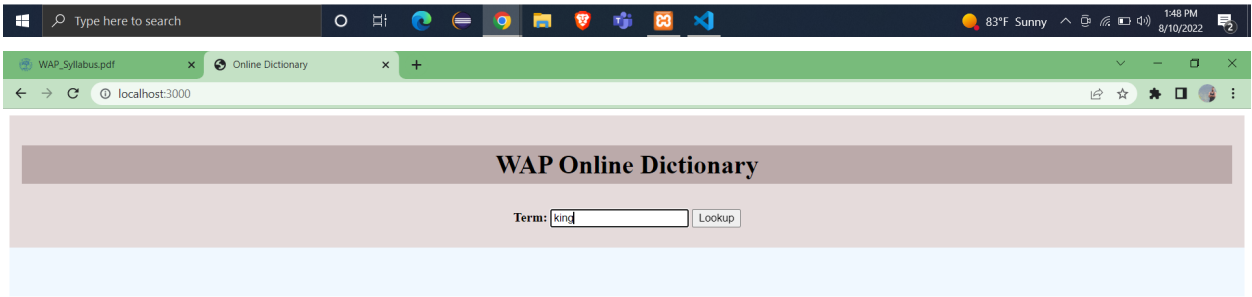 Type here to search
83°F Sunny
1:48 PM
8/10/2022
2
WAP_Syllabus.pdf
Online Dictionary
localhost:3000
WAP Online Dictionary
Term: king Lookup